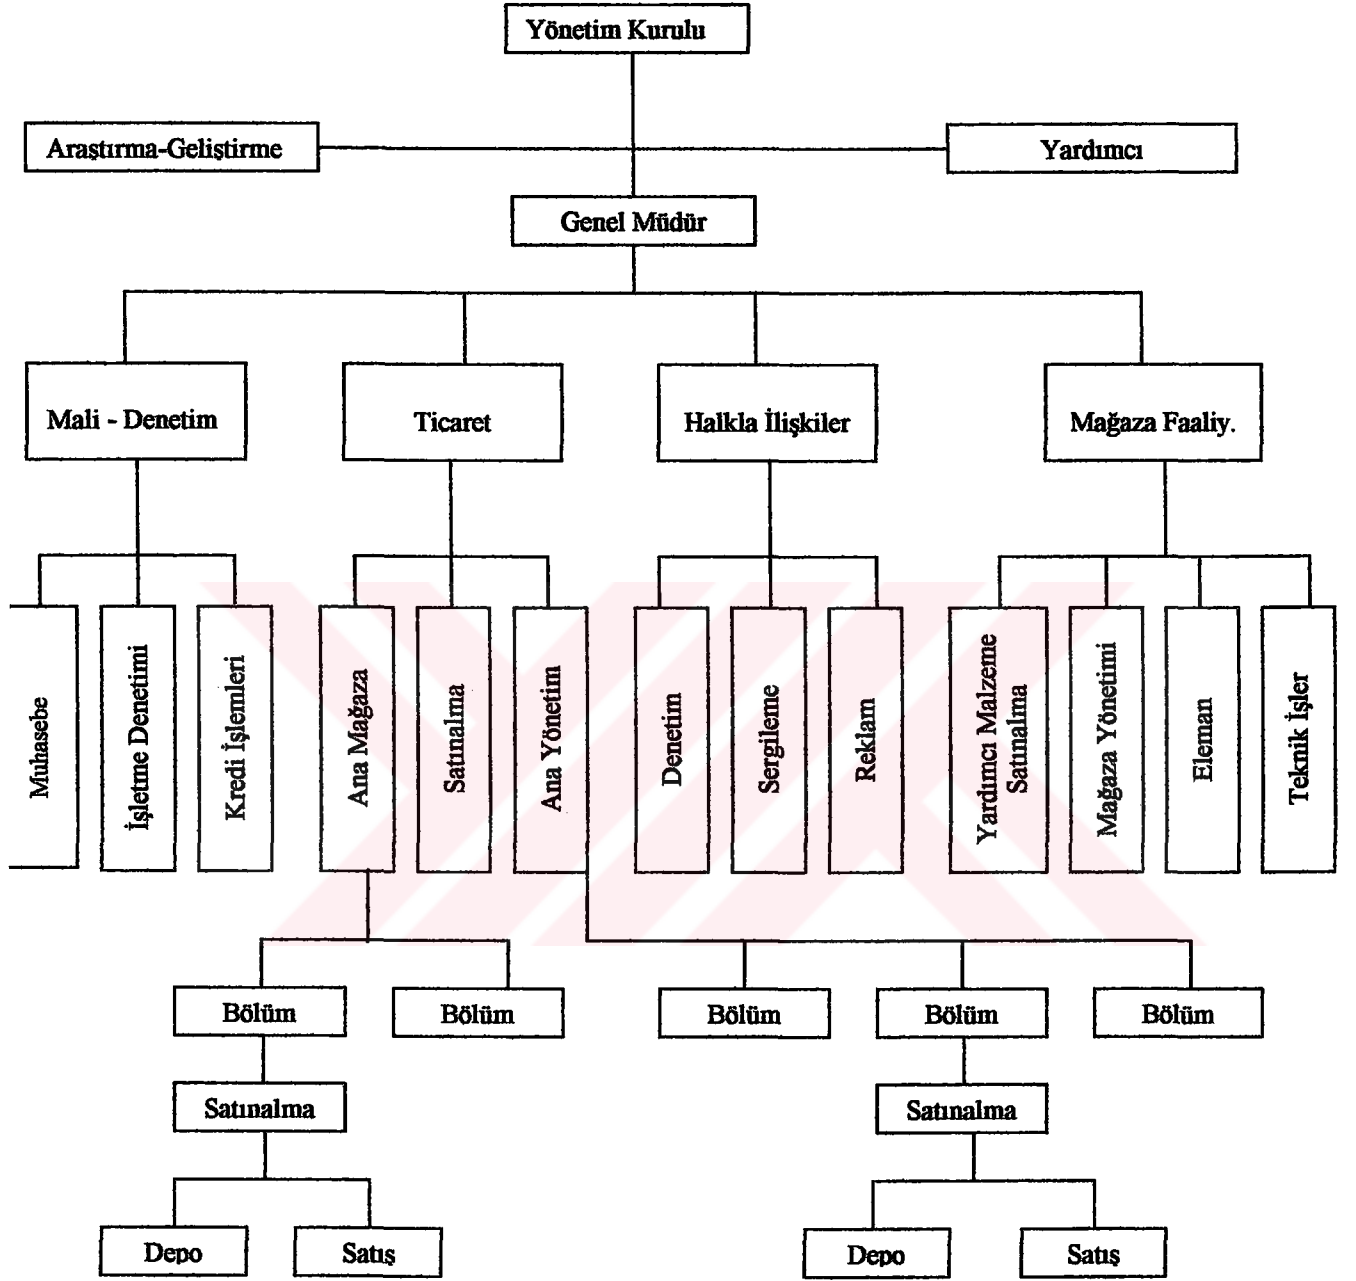 Yönetim Kurulu
Araştırma-Geliştirme
Yardımcı
Genel Müdür
Mali - Denetim
Ticaret
Halkla İlişkiler
Mağaza Faaliy.
Muhasebe
İşletme Denetimi
Kredi İşlemleri
Ana Mağaza
Satınalma
Ana Yönetim
Denetim
Sergileme
Reklam
Yardımcı Malzeme
Satınalma
Mağaza Yönetimi
Eleman
Teknik İşler
Bölüm
Bölüm
Bölüm
Bölüm
Bölüm
Satınalma
Satınalma
Depo
Satış
Depo
Satış